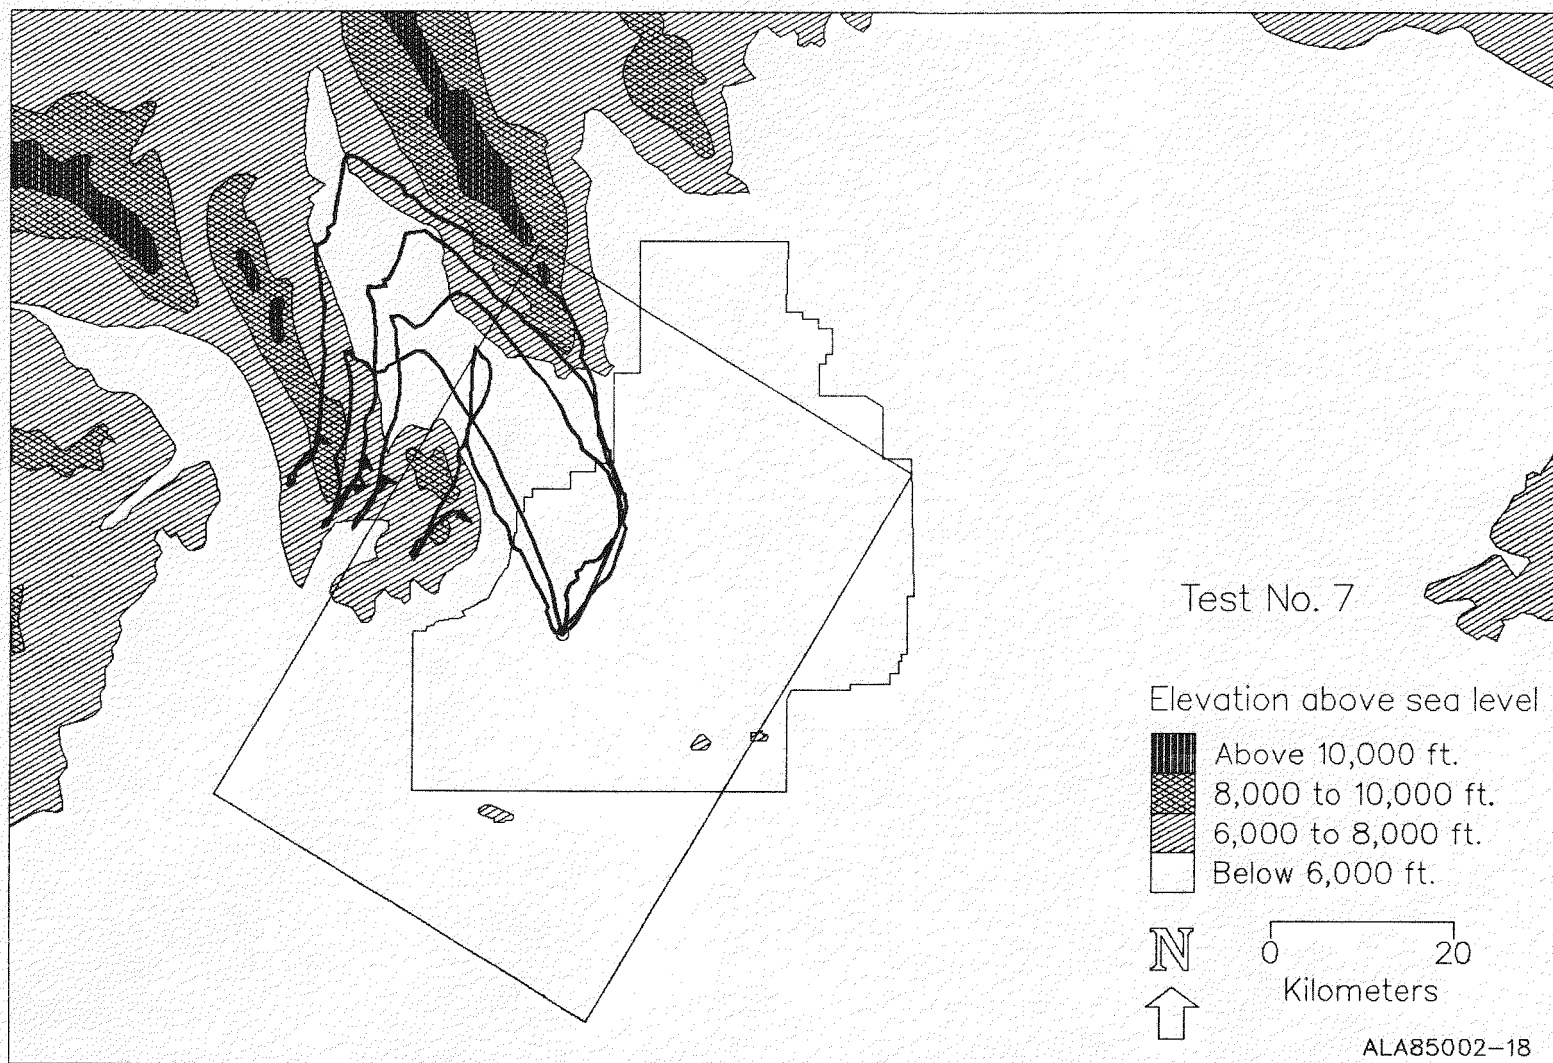 Test No. 7
Elevation above sea level
Above 10,000 ft.
8,000 to 10,000 ft.
6,000 to 8,000 ft.
Below 6,000 ft.
N
0 20
Kilometers
ALA85002-18